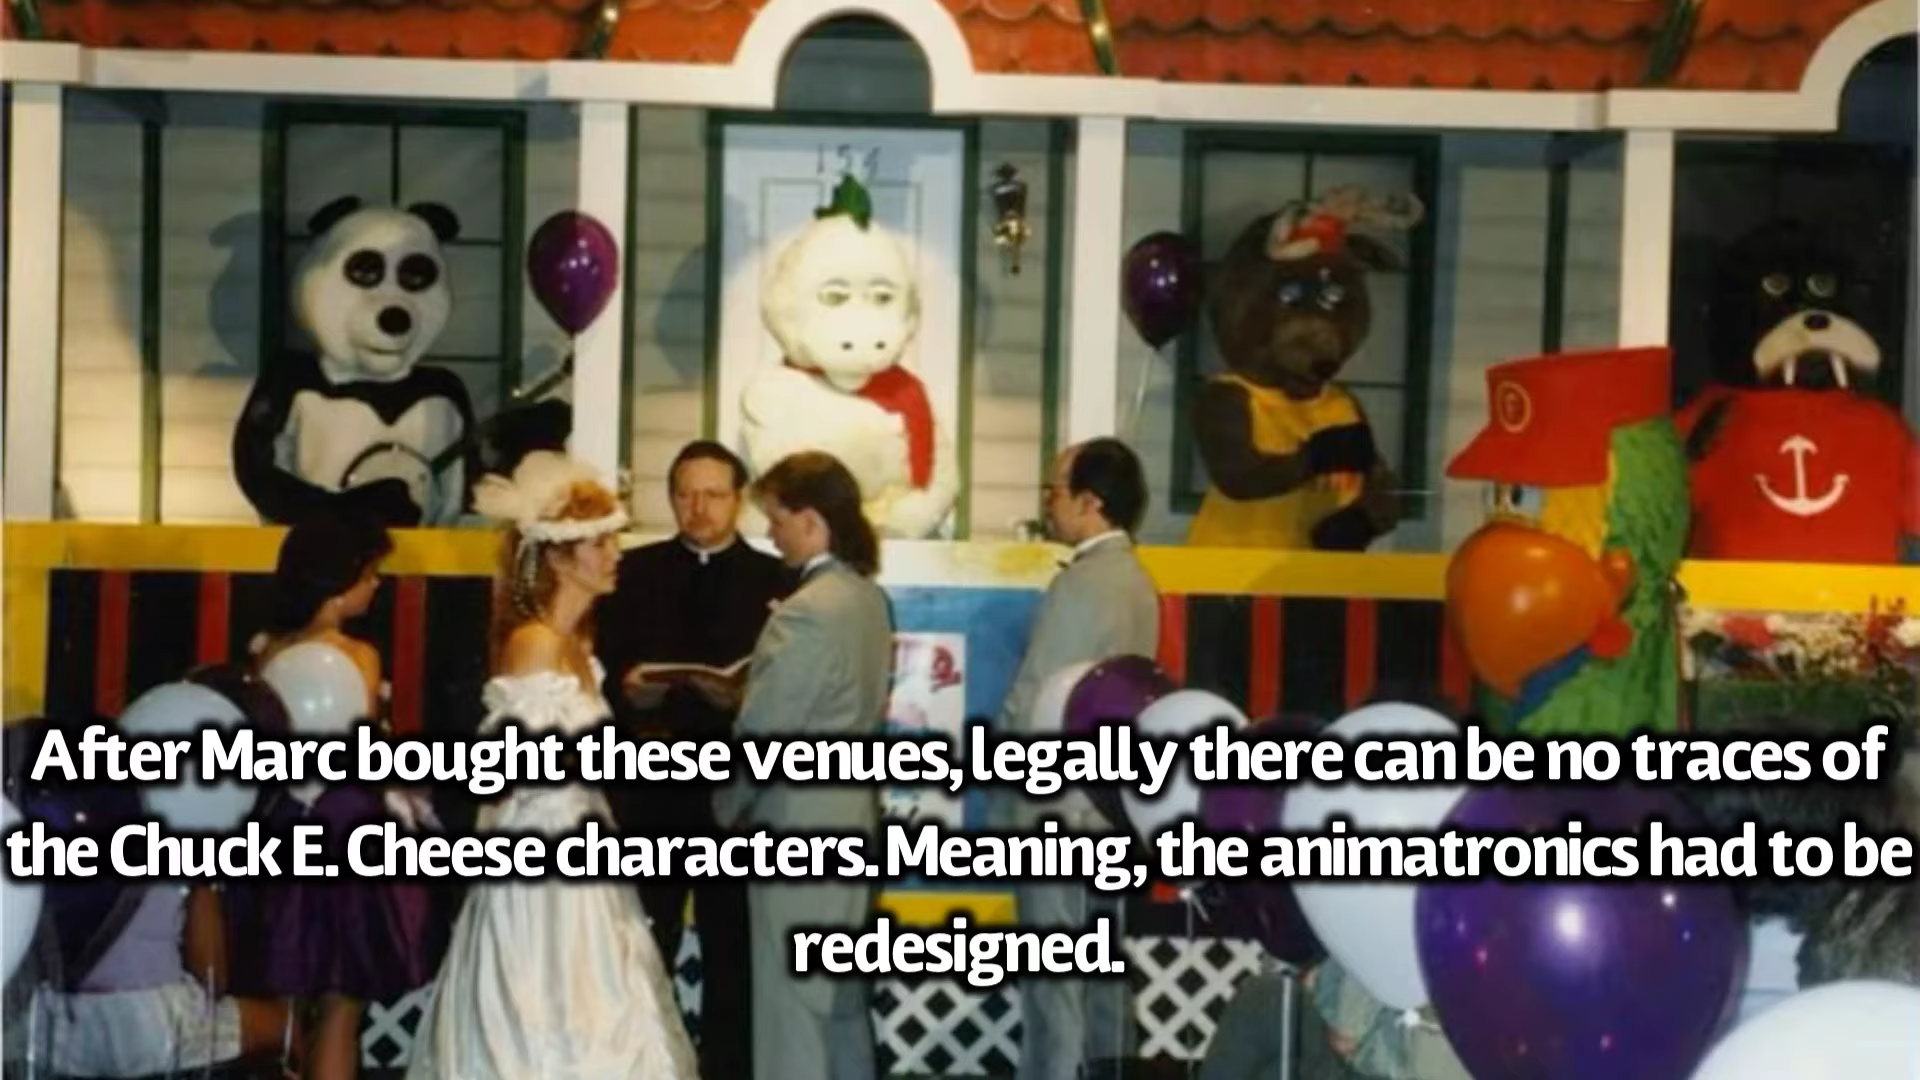 154
After Marc bought these venues, legally there can be no traces of
the Chuck E. Cheese characters. Meaning, the animatronics had to be
redesigned.